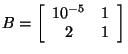 B = [ 10^{-5} 1
2 1 ]